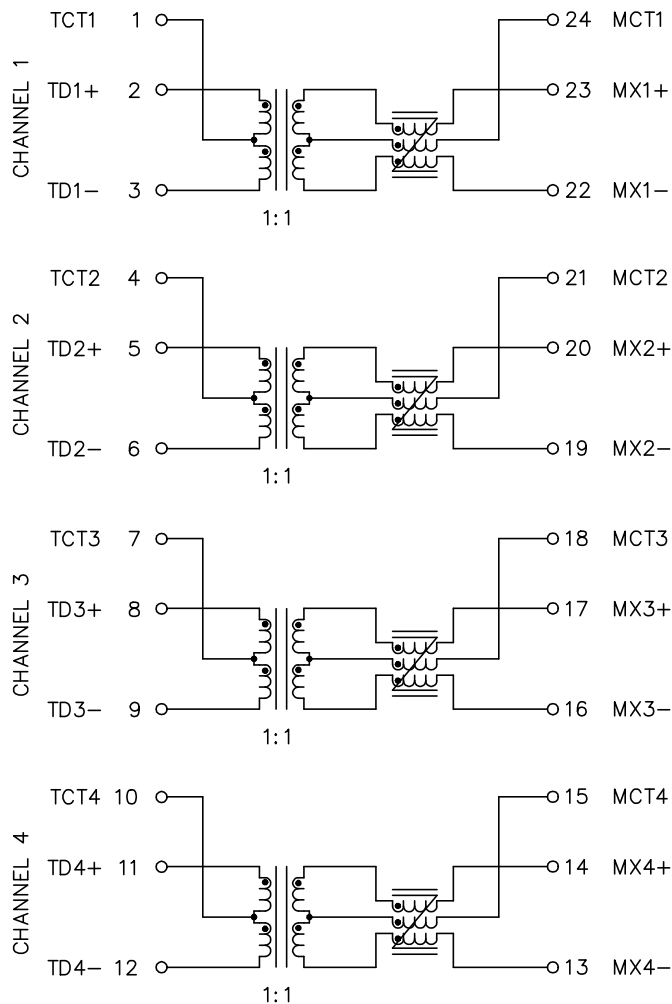 CHANNEL 1
TCT1 1 24 MCT1
TD1+ 2 23 MX1+
TD1− 3 22 MX1−
1:1
CHANNEL 2
TCT2 4 21 MCT2
TD2+ 5 20 MX2+
TD2− 6 19 MX2−
1:1
CHANNEL 3
TCT3 7 18 MCT3
TD3+ 8 17 MX3+
TD3− 9 16 MX3−
1:1
CHANNEL 4
TCT4 10 15 MCT4
TD4+ 11 14 MX4+
TD4− 12 13 MX4−
1:1